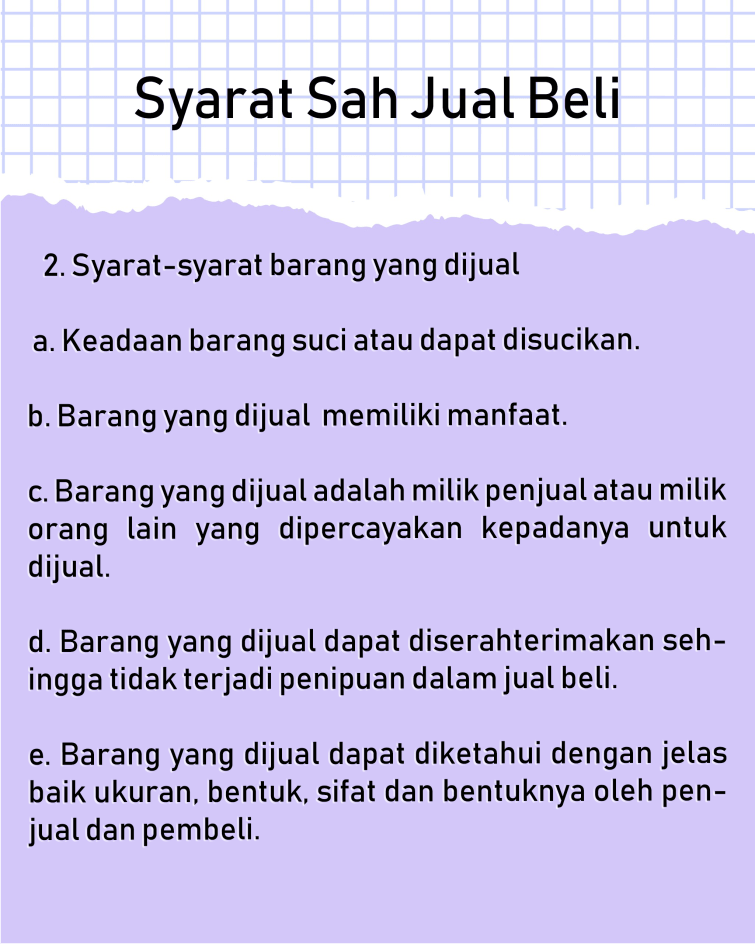 Syarat Sah Jual Beli
2. Syarat-syarat barang yang dijual
a. Keadaan barang suci atau dapat disucikan.
b. Barang yang dijual  memiliki manfaat.
c. Barang yang dijual adalah milik penjual atau milik
orang lain yang dipercayakan kepadanya untuk
dijual.
d. Barang yang dijual dapat diserahterimakan seh-
ingga tidak terjadi penipuan dalam jual beli.
e. Barang yang dijual dapat diketahui dengan jelas
baik ukuran, bentuk, sifat dan bentuknya oleh pen-
jual dan pembeli.